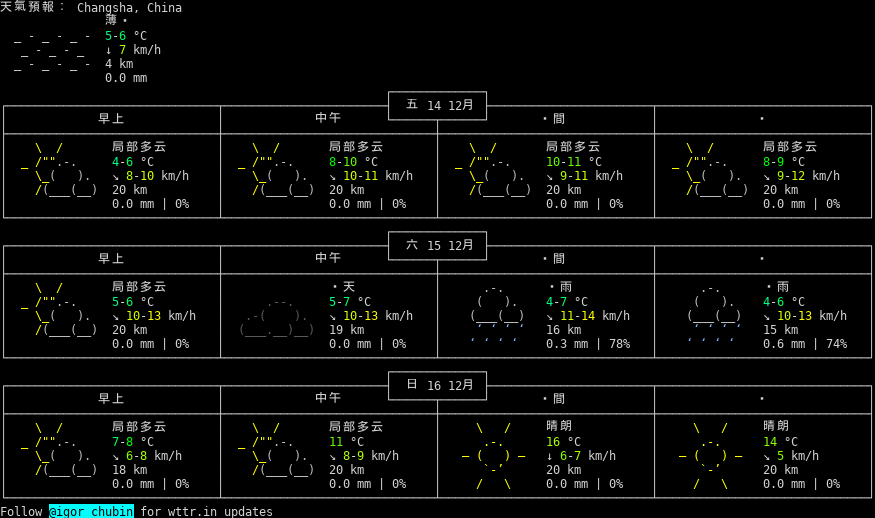 天氣預報： Changsha, China
薄・
5-6 °C
↓ 7 km/h
4 km
0.0 mm
五 14 12月
早上 中午 ・間 ・
局部多云 局部多云 局部多云 局部多云
4-6 °C 8-10 °C 10-11 °C 8-9 °C
↘ 8-10 km/h ↘ 10-11 km/h ↘ 9-11 km/h ↘ 9-12 km/h
20 km 20 km 20 km 20 km
0.0 mm | 0% 0.0 mm | 0% 0.0 mm | 0% 0.0 mm | 0%
六 15 12月
早上 中午 ・間 ・
局部多云 ・天 ・雨 ・雨
5-6 °C 5-7 °C 4-7 °C 4-6 °C
↘ 10-13 km/h ↘ 10-13 km/h ↘ 11-14 km/h ↘ 10-13 km/h
20 km 19 km 16 km 15 km
0.0 mm | 0% 0.0 mm | 0% 0.3 mm | 78% 0.6 mm | 74%
日 16 12月
早上 中午 ・間 ・
局部多云 局部多云 晴朗 晴朗
7-8 °C 11 °C 16 °C 14 °C
↘ 6-8 km/h ↘ 8-9 km/h ↓ 6-7 km/h ↘ 5 km/h
18 km 20 km 20 km 20 km
0.0 mm | 0% 0.0 mm | 0% 0.0 mm | 0% 0.0 mm | 0%
Follow @igor_chubin for wttr.in updates